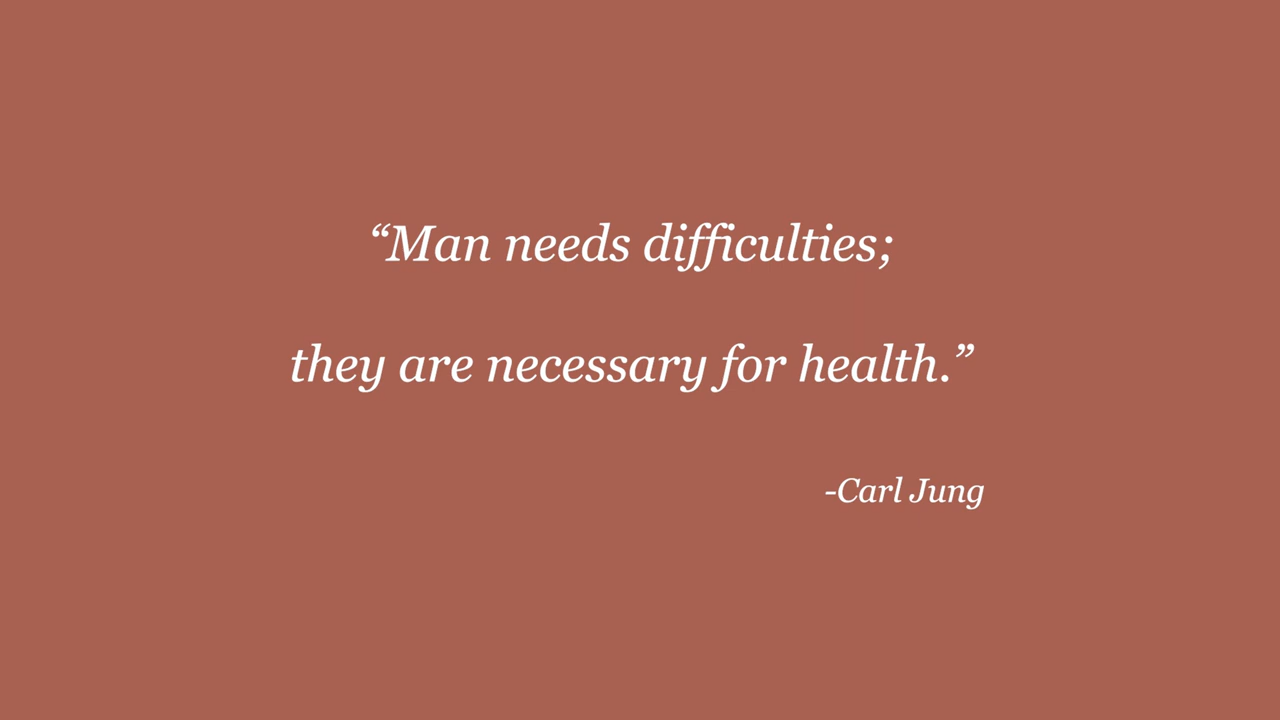 “Man needs difficulties;
they are necessary for health.”
-Carl Jung